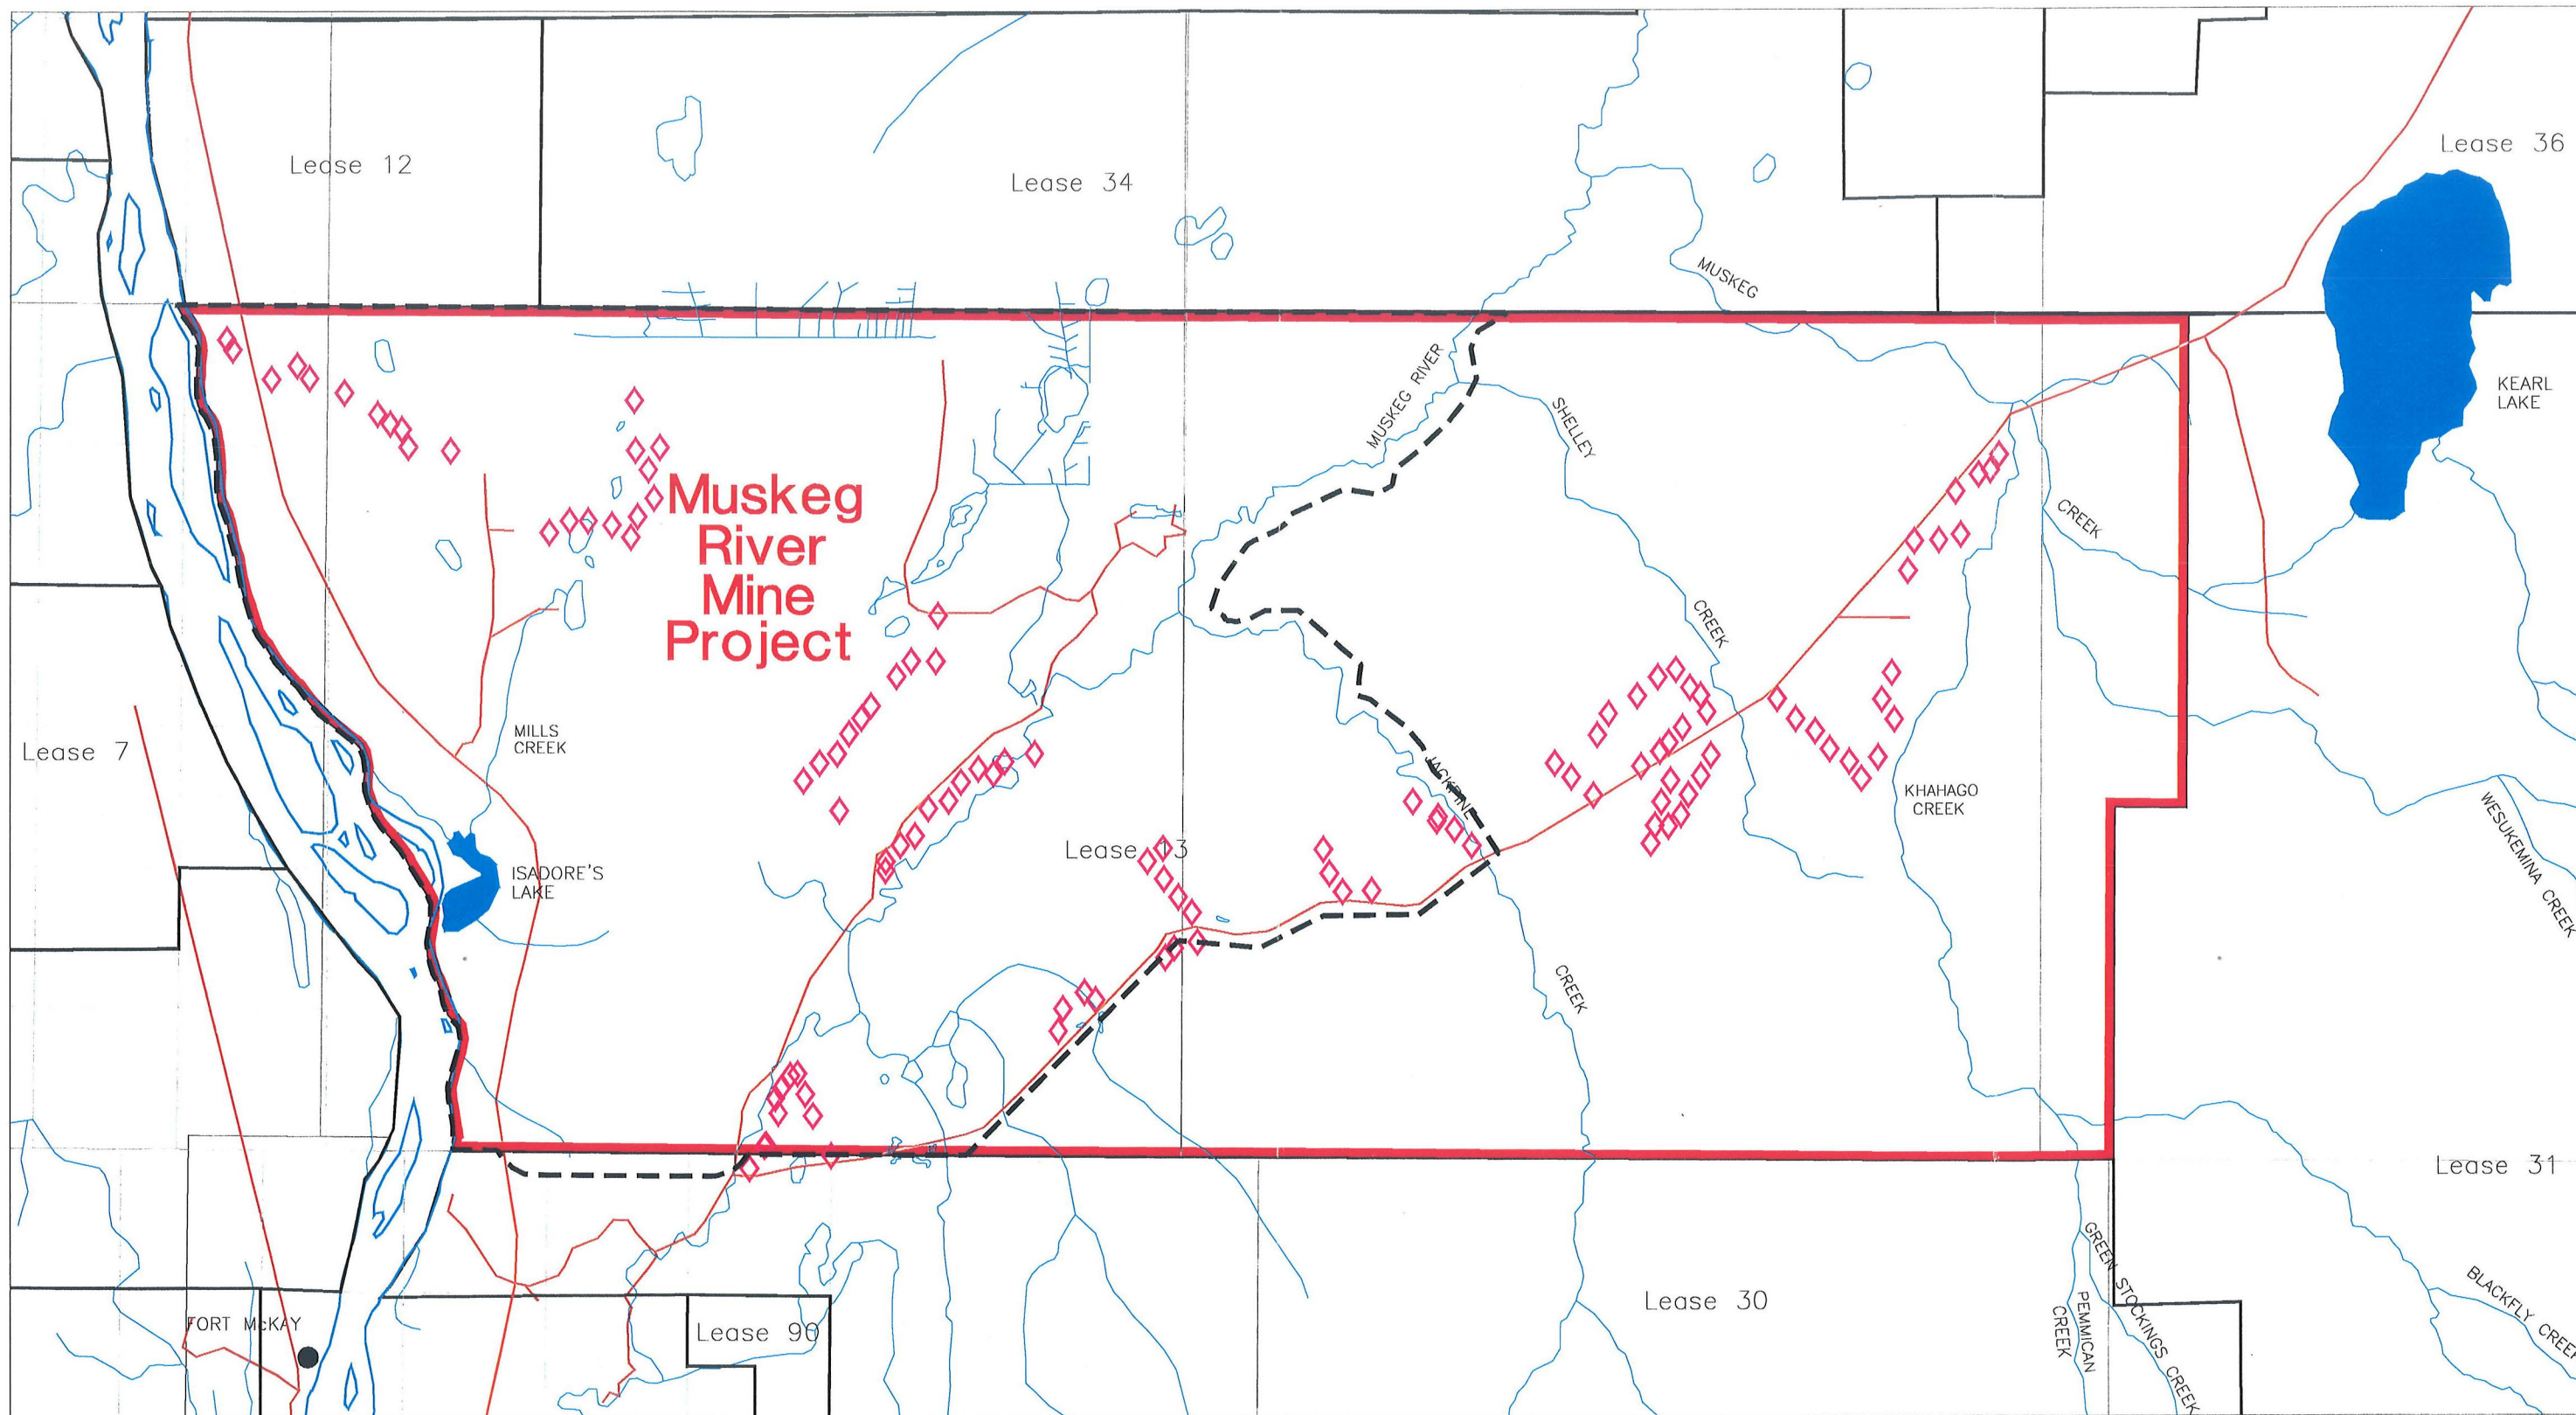 Lease 12
Lease 34
Lease 36
MUSKEG
MUSKEG RIVER
SHELLEY
KEARL
LAKE
Muskeg
River
Mine
Project
CREEK
CREEK
MILLS
CREEK
Lease 7
JACKPINE
KHAHAGO
CREEK
WESUKEMINA CREEK
Lease 13
ISADORE'S
LAKE
CREEK
Lease 31
GREEN STOCKINGS CREEK
PEMMICAN
CREEK
BLACKFLY CREEK
Lease 30
FORT McKAY
Lease 90